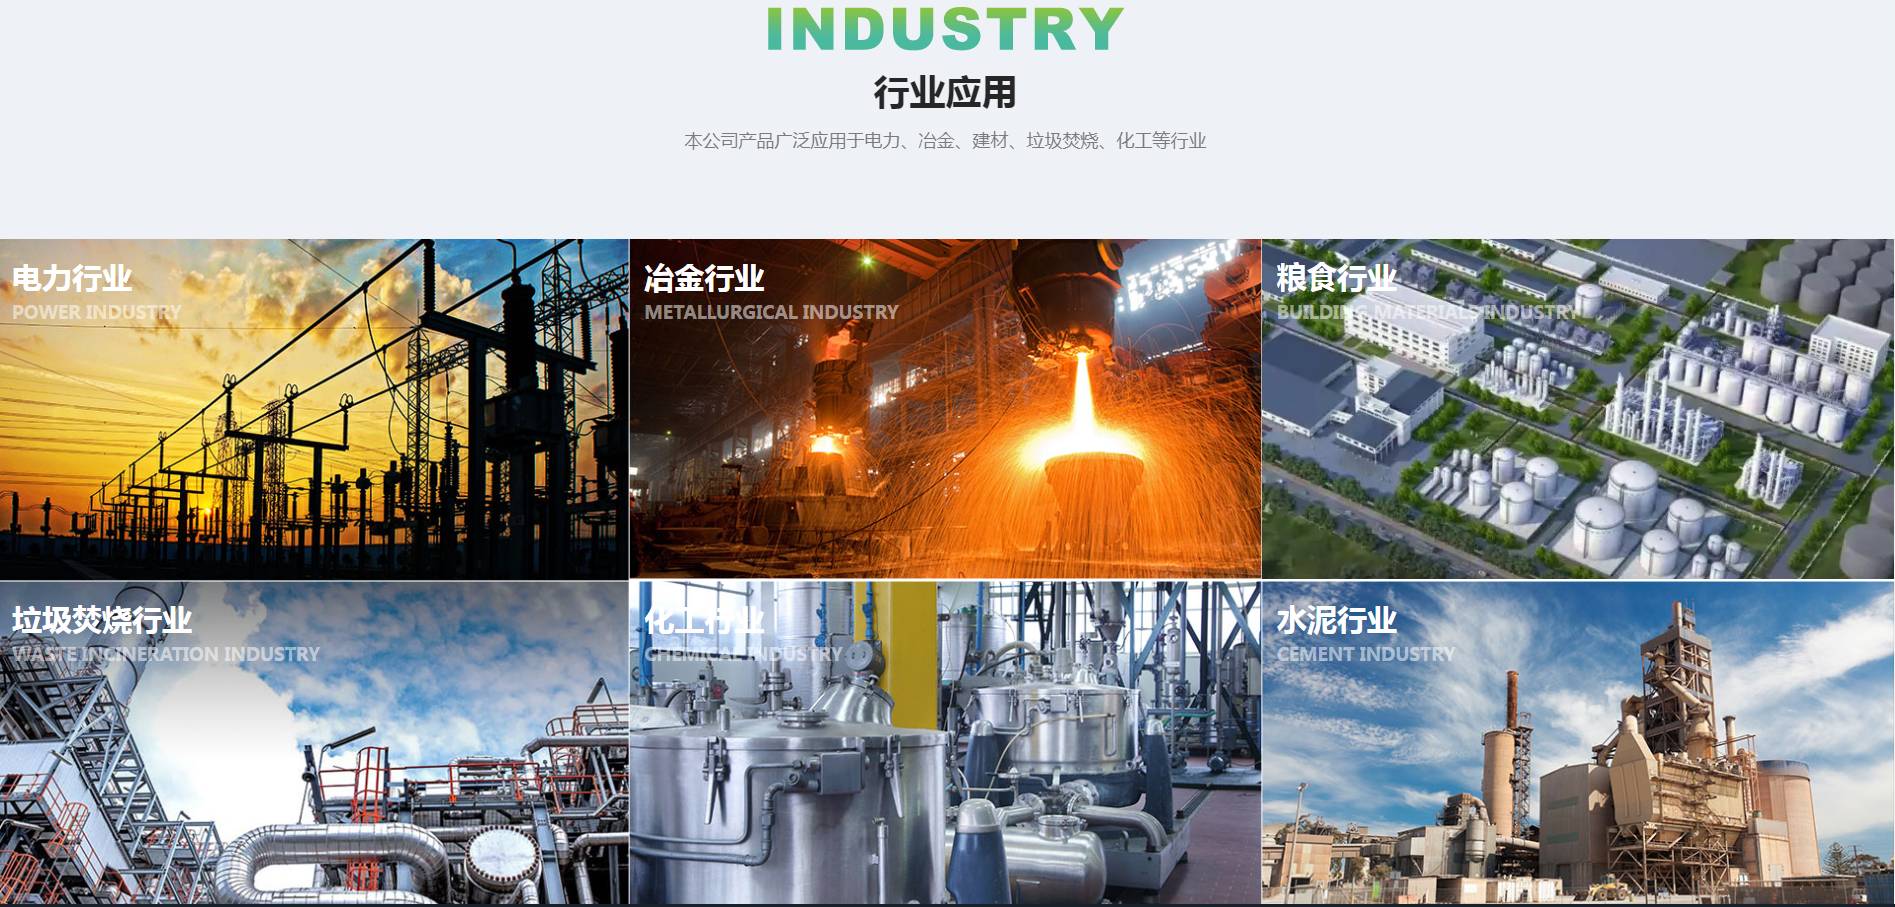 INDUSTRY
行业应用
本公司产品广泛应用于电力、冶金、建材、垃圾焚烧、化工等行业
电力行业
POWER INDUSTRY
冶金行业
METALLURGICAL INDUSTRY
粮食行业
BUILDING MATERIALS INDUSTRY
垃圾焚烧行业
WASTE INCINERATION INDUSTRY
化工行业
CHEMICAL INDUSTRY
水泥行业
CEMENT INDUSTRY